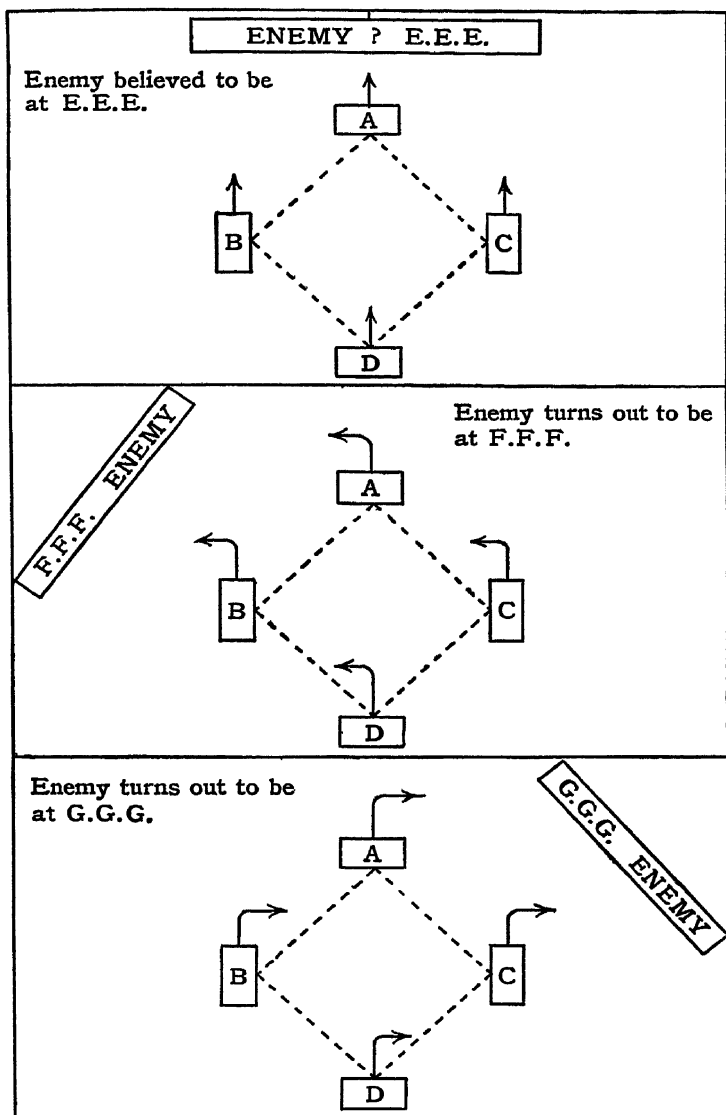 ENEMY ? E.E.E.
Enemy believed to be
at E.E.E.
A
B
C
D
Enemy turns out to be
at F.F.F.
F.F.F. ENEMY
A
B
C
D
Enemy turns out to be
at G.G.G.
G.G.G. ENEMY
A
B
C
D